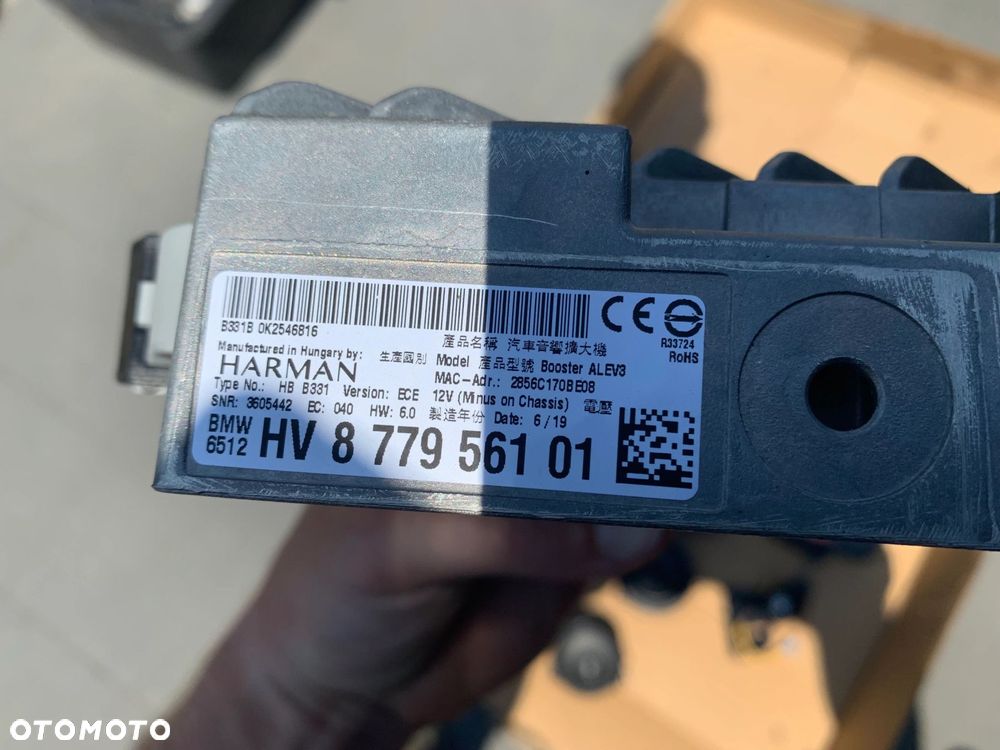 B331B 0K2546816
CE
R33724
RoHS
Manufactured in Hungary by:
HARMAN
生產國別
產品名稱 汽車音響擴大機
Model 產品型號 Booster ALEV3
MAC-Adr.: 2856C170BE08
Type No.: HB B331 Version: ECE 12V (Minus on Chassis) 電壓
SNR: 3605442 EC: 040 HW: 6.0 製造年份 Date: 6/19
BMW
6512 HV 8 779 561 01
OTOMOTO